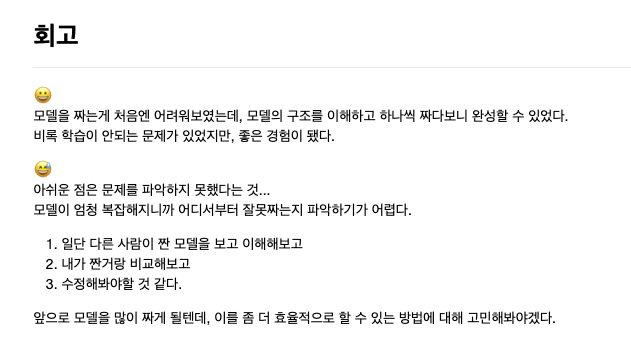 회고
😀
모델을 짜는게 처음엔 어려워보였는데, 모델의 구조를 이해하고 하나씩 짜다보니 완성할 수 있었다.
비록 학습이 안되는 문제가 있었지만, 좋은 경험이 됐다.
😅
아쉬운 점은 문제를 파악하지 못했다는 것...
모델이 엄청 복잡해지니까 어디서부터 잘못짜는지 파악하기가 어렵다.
1. 일단 다른 사람이 짠 모델을 보고 이해해보고
2. 내가 짠거랑 비교해보고
3. 수정해봐야할 것 같다.
앞으로 모델을 많이 짜게 될텐데, 이를 좀 더 효율적으로 할 수 있는 방법에 대해 고민해봐야겠다.